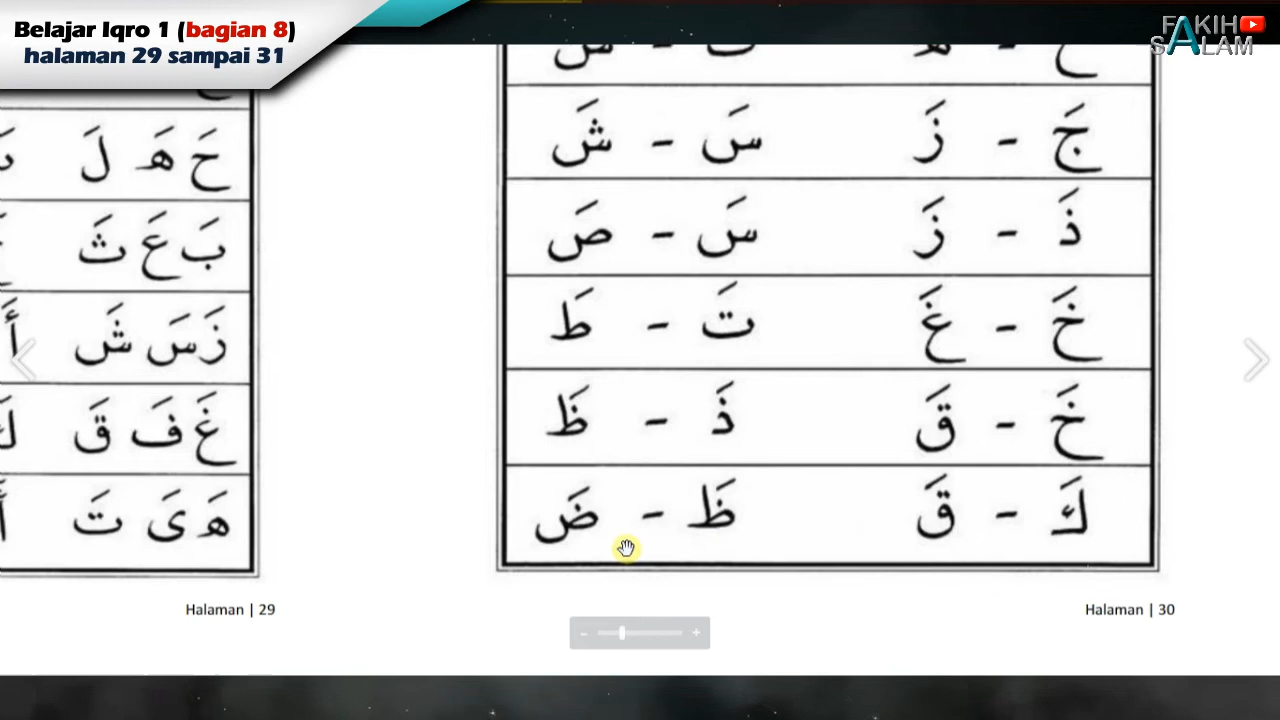 Belajar Iqro 1 (bagian 8)
halaman 29 sampai 31
FAKIH
SALAM
جَ - زَ سَ - شَ
ذَ - زَ سَ - صَ
خَ - غَ تَ - طَ
خَ - قَ ذَ - ظَ
كَ - قَ ظَ - ضَ
Halaman | 30
حَ هَ لَ
بَ عَ ثَ
زَ سَ شَ
غَ فَ قَ
هَ ىَ تَ
Halaman | 29